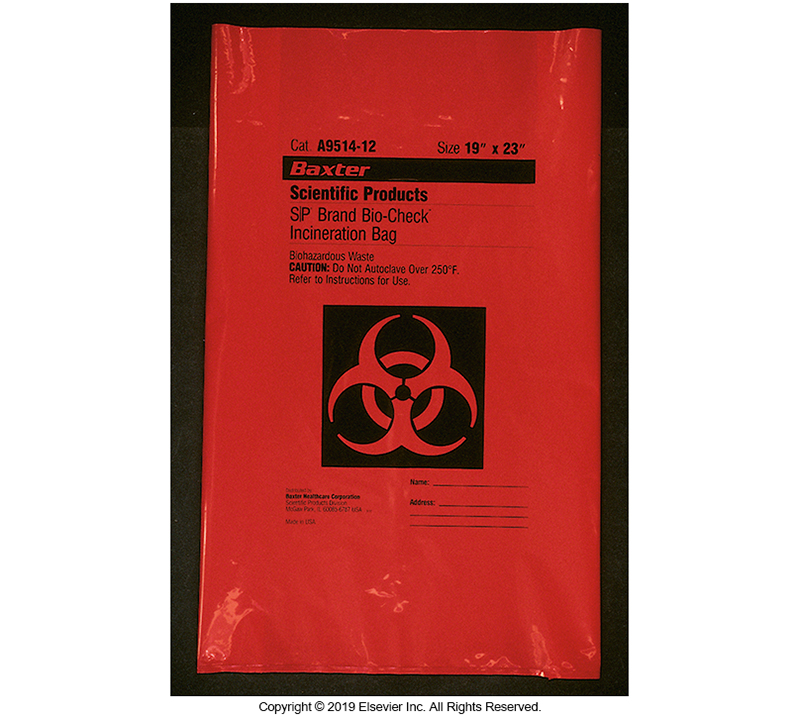 Cat. A9514-12 Size 19" x 23"
Baxter
Scientific Products
S|P® Brand Bio-Check™
Incineration Bag
Biohazardous Waste
CAUTION: Do Not Autoclave Over 250°F.
Refer to Instructions for Use.
Name:
Address:
Distributed by
Baxter Healthcare Corporation
Scientific Products Division
McGaw Park, IL 60085-6787 USA
Made in USA
Copyright © 2019 Elsevier Inc. All Rights Reserved.